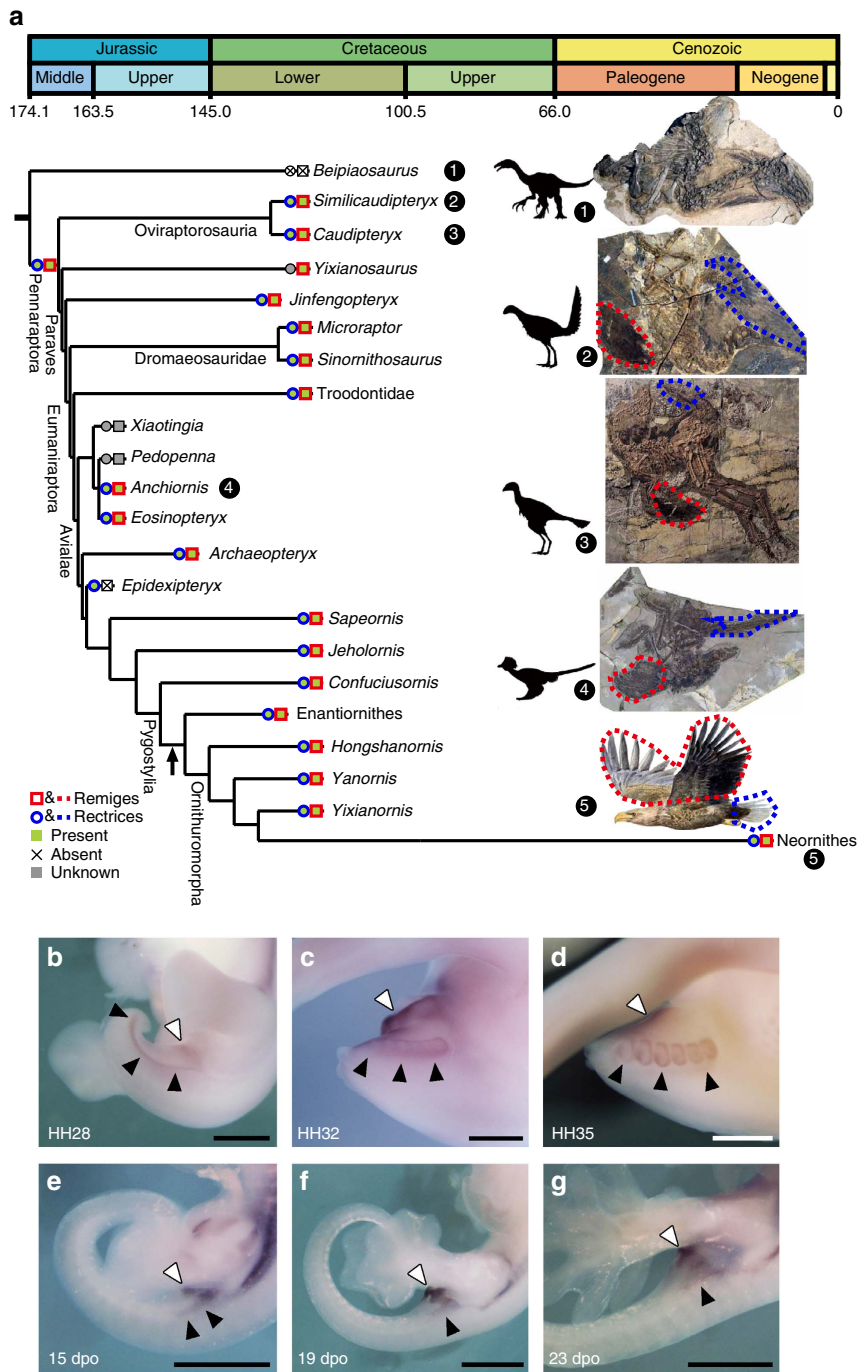 a
Jurassic Cretaceous Cenozoic
Middle Upper Lower Upper Paleogene Neogene
174.1 163.5 145.0 100.5 66.0 0
Beipiaosaurus 1
1
Similicaudipteryx 2
Oviraptorosauria
Caudipteryx 3
Yixianosaurus
Pennaraptora
Jinfengopteryx
Paraves
Microraptor
Dromaeosauridae
Sinornithosaurus
2
Troodontidae
Eumaniraptora
Xiaotingia
Pedopenna
Anchiornis 4
Eosinopteryx
3
Avialae
Archaeopteryx
Epidexipteryx
Sapeornis
Jeholornis
Confuciusornis
4
Pygostylia
Enantiornithes
Hongshanornis
Ornithuromorpha
Yanornis
Yixianornis
5
Neornithes
5
& Remiges
& Rectrices
Present
Absent
Unknown
b
HH28
c
HH32
d
HH35
e
15 dpo
f
19 dpo
g
23 dpo